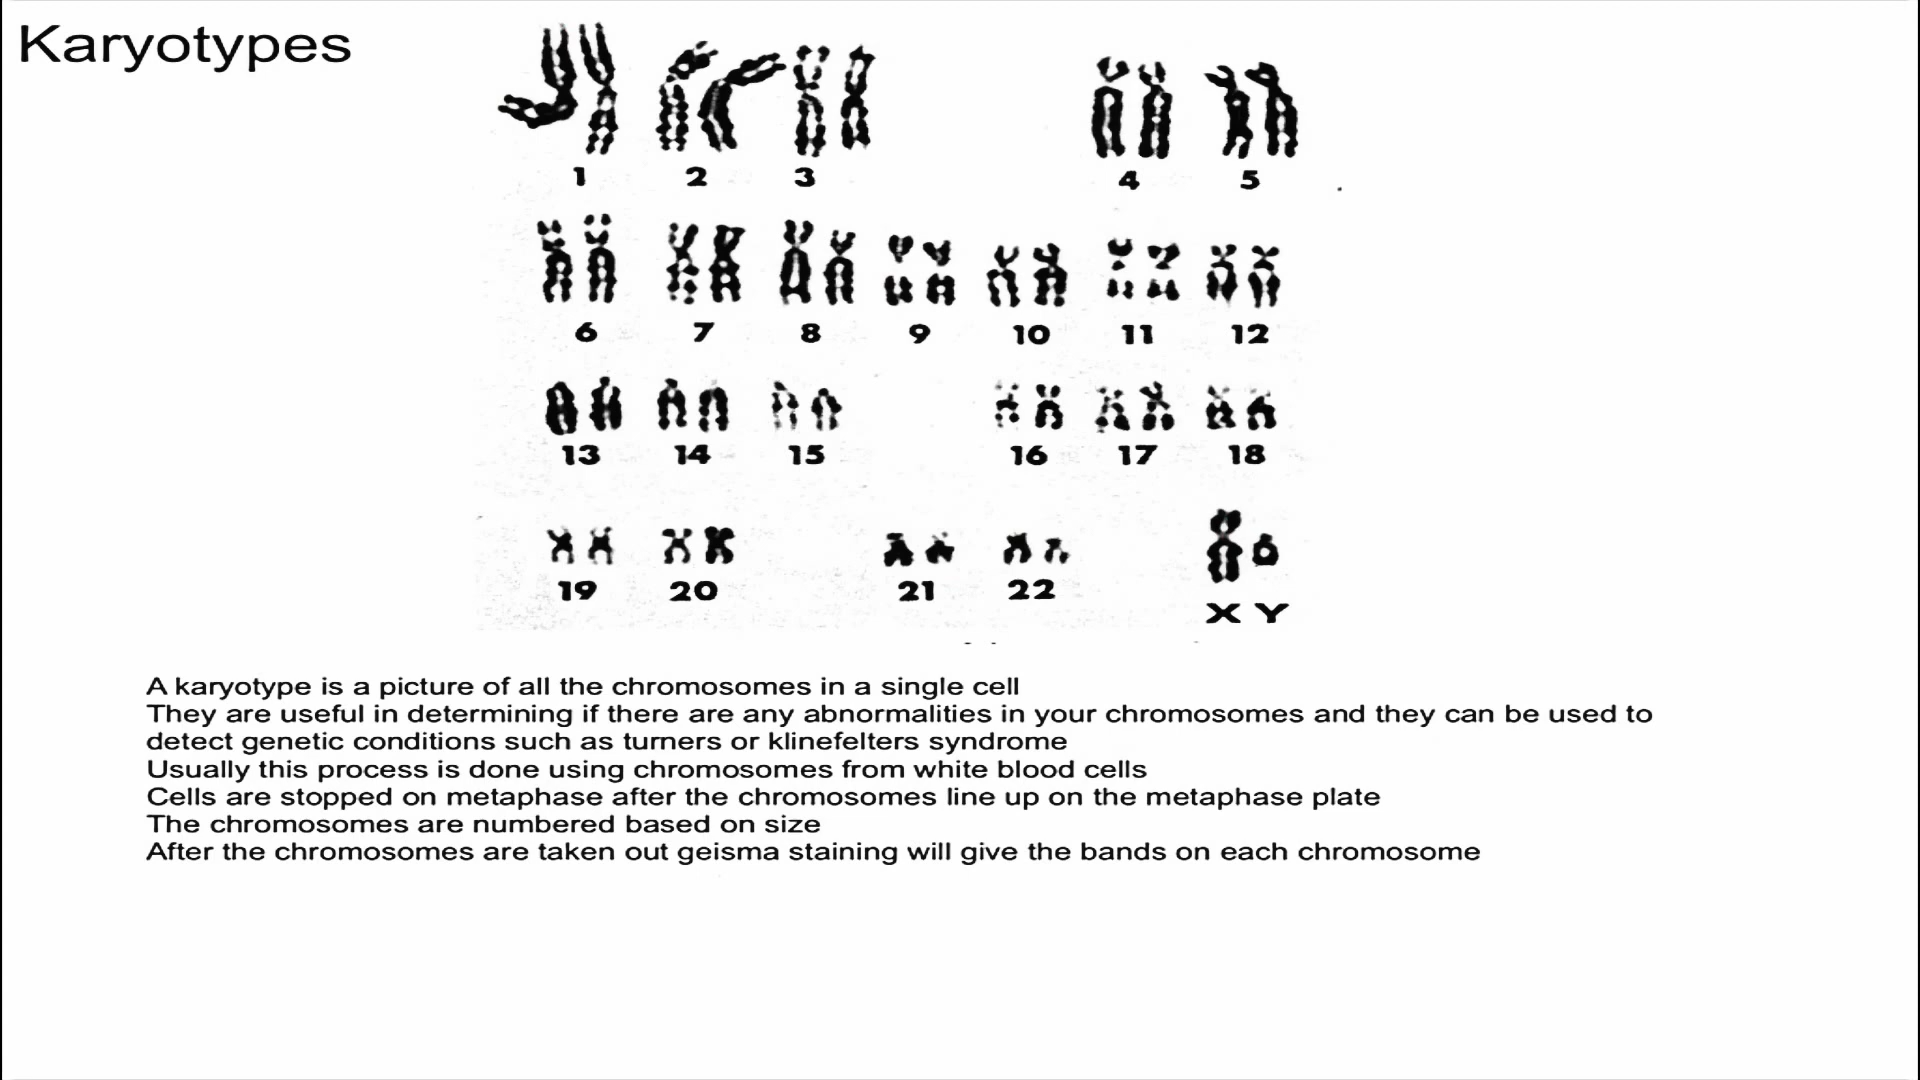 Karyotypes
1 2 3 4 5
6 7 8 9 10 11 12
13 14 15 16 17 18
19 20 21 22
X Y
A karyotype is a picture of all the chromosomes in a single cell
They are useful in determining if there are any abnormalities in your chromosomes and they can be used to
detect genetic conditions such as turners or klinefelters syndrome
Usually this process is done using chromosomes from white blood cells
Cells are stopped on metaphase after the chromosomes line up on the metaphase plate
The chromosomes are numbered based on size
After the chromosomes are taken out geisma staining will give the bands on each chromosome